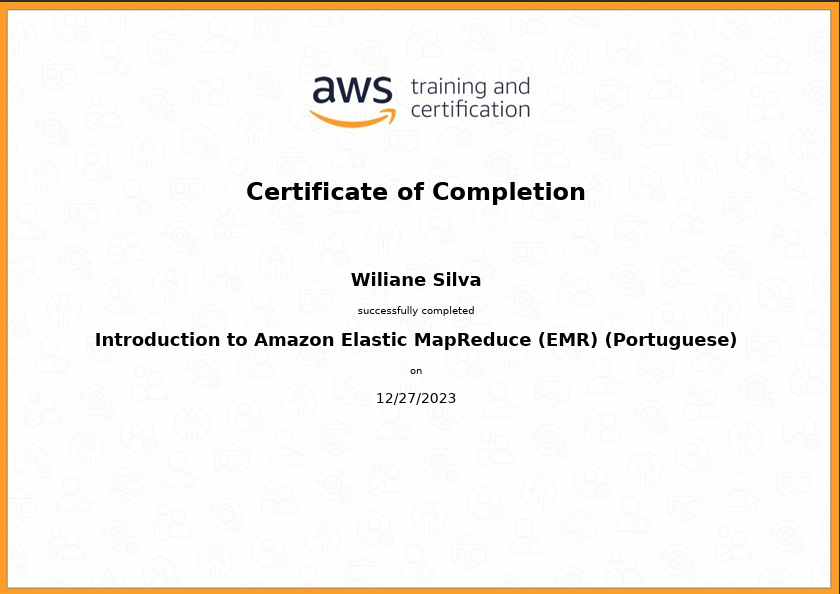 aws training and
certification
Certificate of Completion
Wiliane Silva
successfully completed
Introduction to Amazon Elastic MapReduce (EMR) (Portuguese)
on
12/27/2023